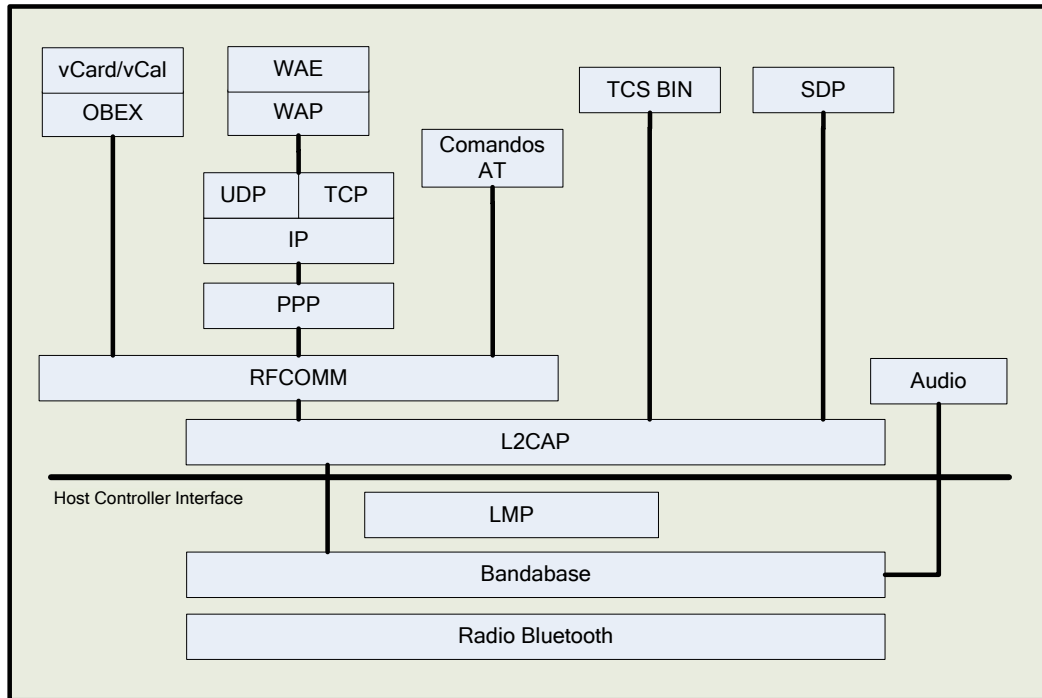 vCard/vCal
OBEX
WAE
WAP
TCS BIN
SDP
Comandos
AT
UDP
TCP
IP
PPP
RFCOMM
Audio
L2CAP
Host Controller Interface
LMP
Bandabase
Radio Bluetooth